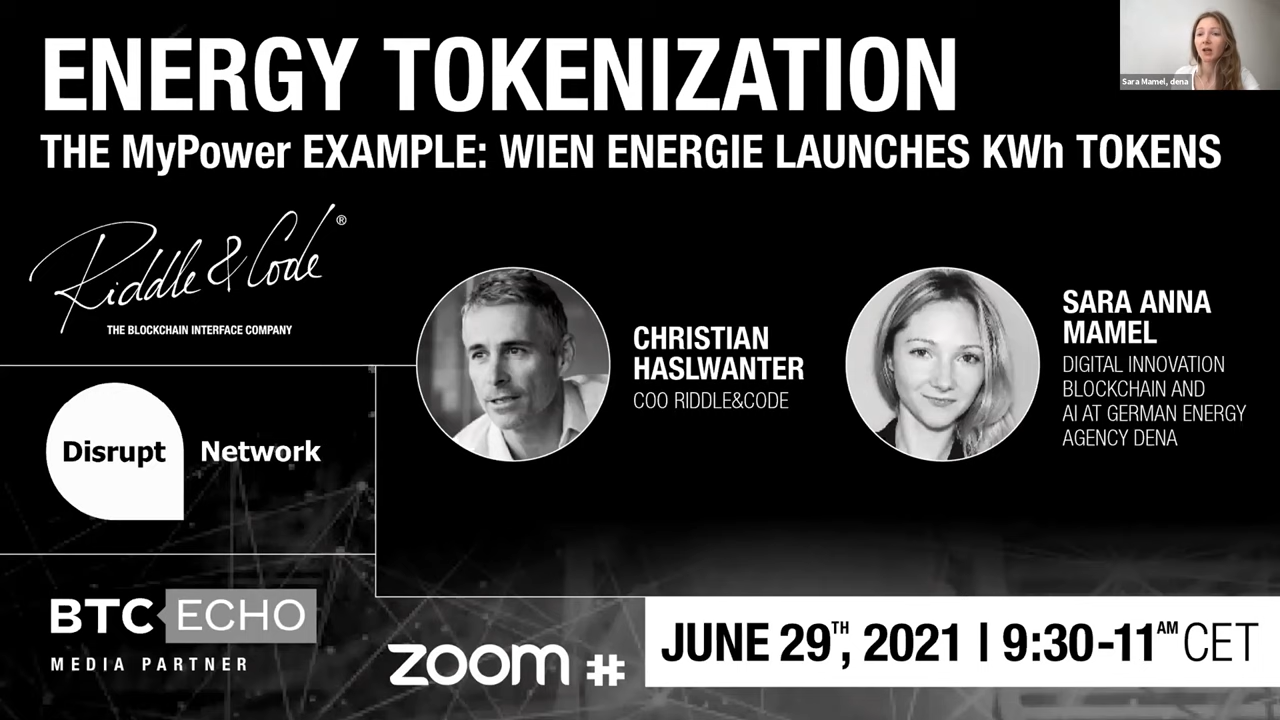 ENERGY TOKENIZATION
THE MyPower EXAMPLE: WIEN ENERGIE LAUNCHES KWh TOKENS
Sara Mamel, dena
Riddle & Code ®
THE BLOCKCHAIN INTERFACE COMPANY
CHRISTIAN
HASLWANTER
COO RIDDLE&CODE
SARA ANNA
MAMEL
DIGITAL INNOVATION
BLOCKCHAIN AND
AI AT GERMAN ENERGY
AGENCY DENA
Disrupt Network
BTC ECHO
MEDIA PARTNER
zoom #
JUNE 29TH, 2021 | 9:30-11AM CET